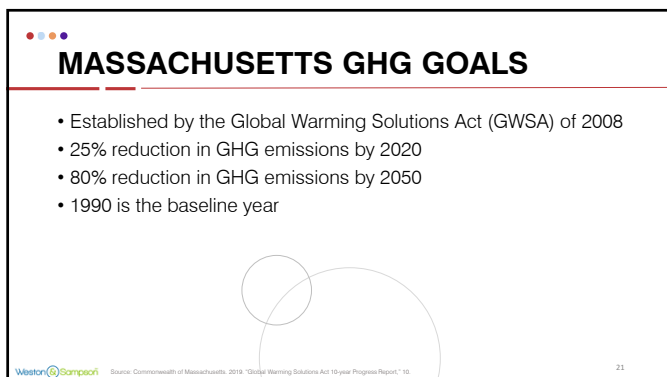 MASSACHUSETTS GHG GOALS
• Established by the Global Warming Solutions Act (GWSA) of 2008
• 25% reduction in GHG emissions by 2020
• 80% reduction in GHG emissions by 2050
• 1990 is the baseline year
Weston & Sampson Source: Commonwealth of Massachusetts. 2019. "Global Warming Solutions Act 10-year Progress Report," 10. 21